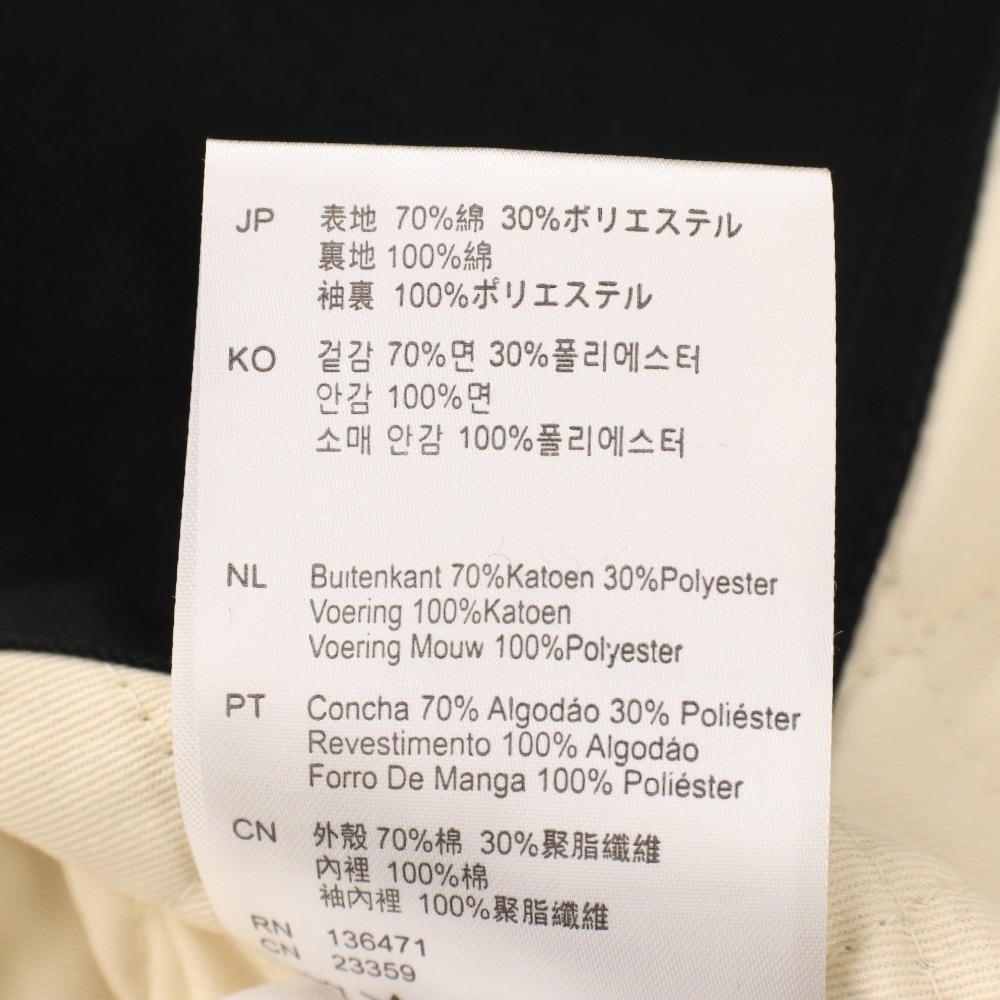 JP 表地 70%綿 30%ポリエステル
裏地 100%綿
袖裏 100%ポリエステル
KO 겉감 70%면 30%폴리에스터
안감 100%면
소매 안감 100%폴리에스터
NL Buitenkant 70%Katoen 30%Polyester
Voering 100%Katoen
Voering Mouw 100%Polyester
PT Concha 70% Algodáo 30% Poliéster
Revestimento 100% Algodáo
Forro De Manga 100% Poliéster
CN 外殼 70%棉 30%聚脂纖維
內裡 100%棉
袖內裡 100%聚脂纖維
RN 136471
CN 23359